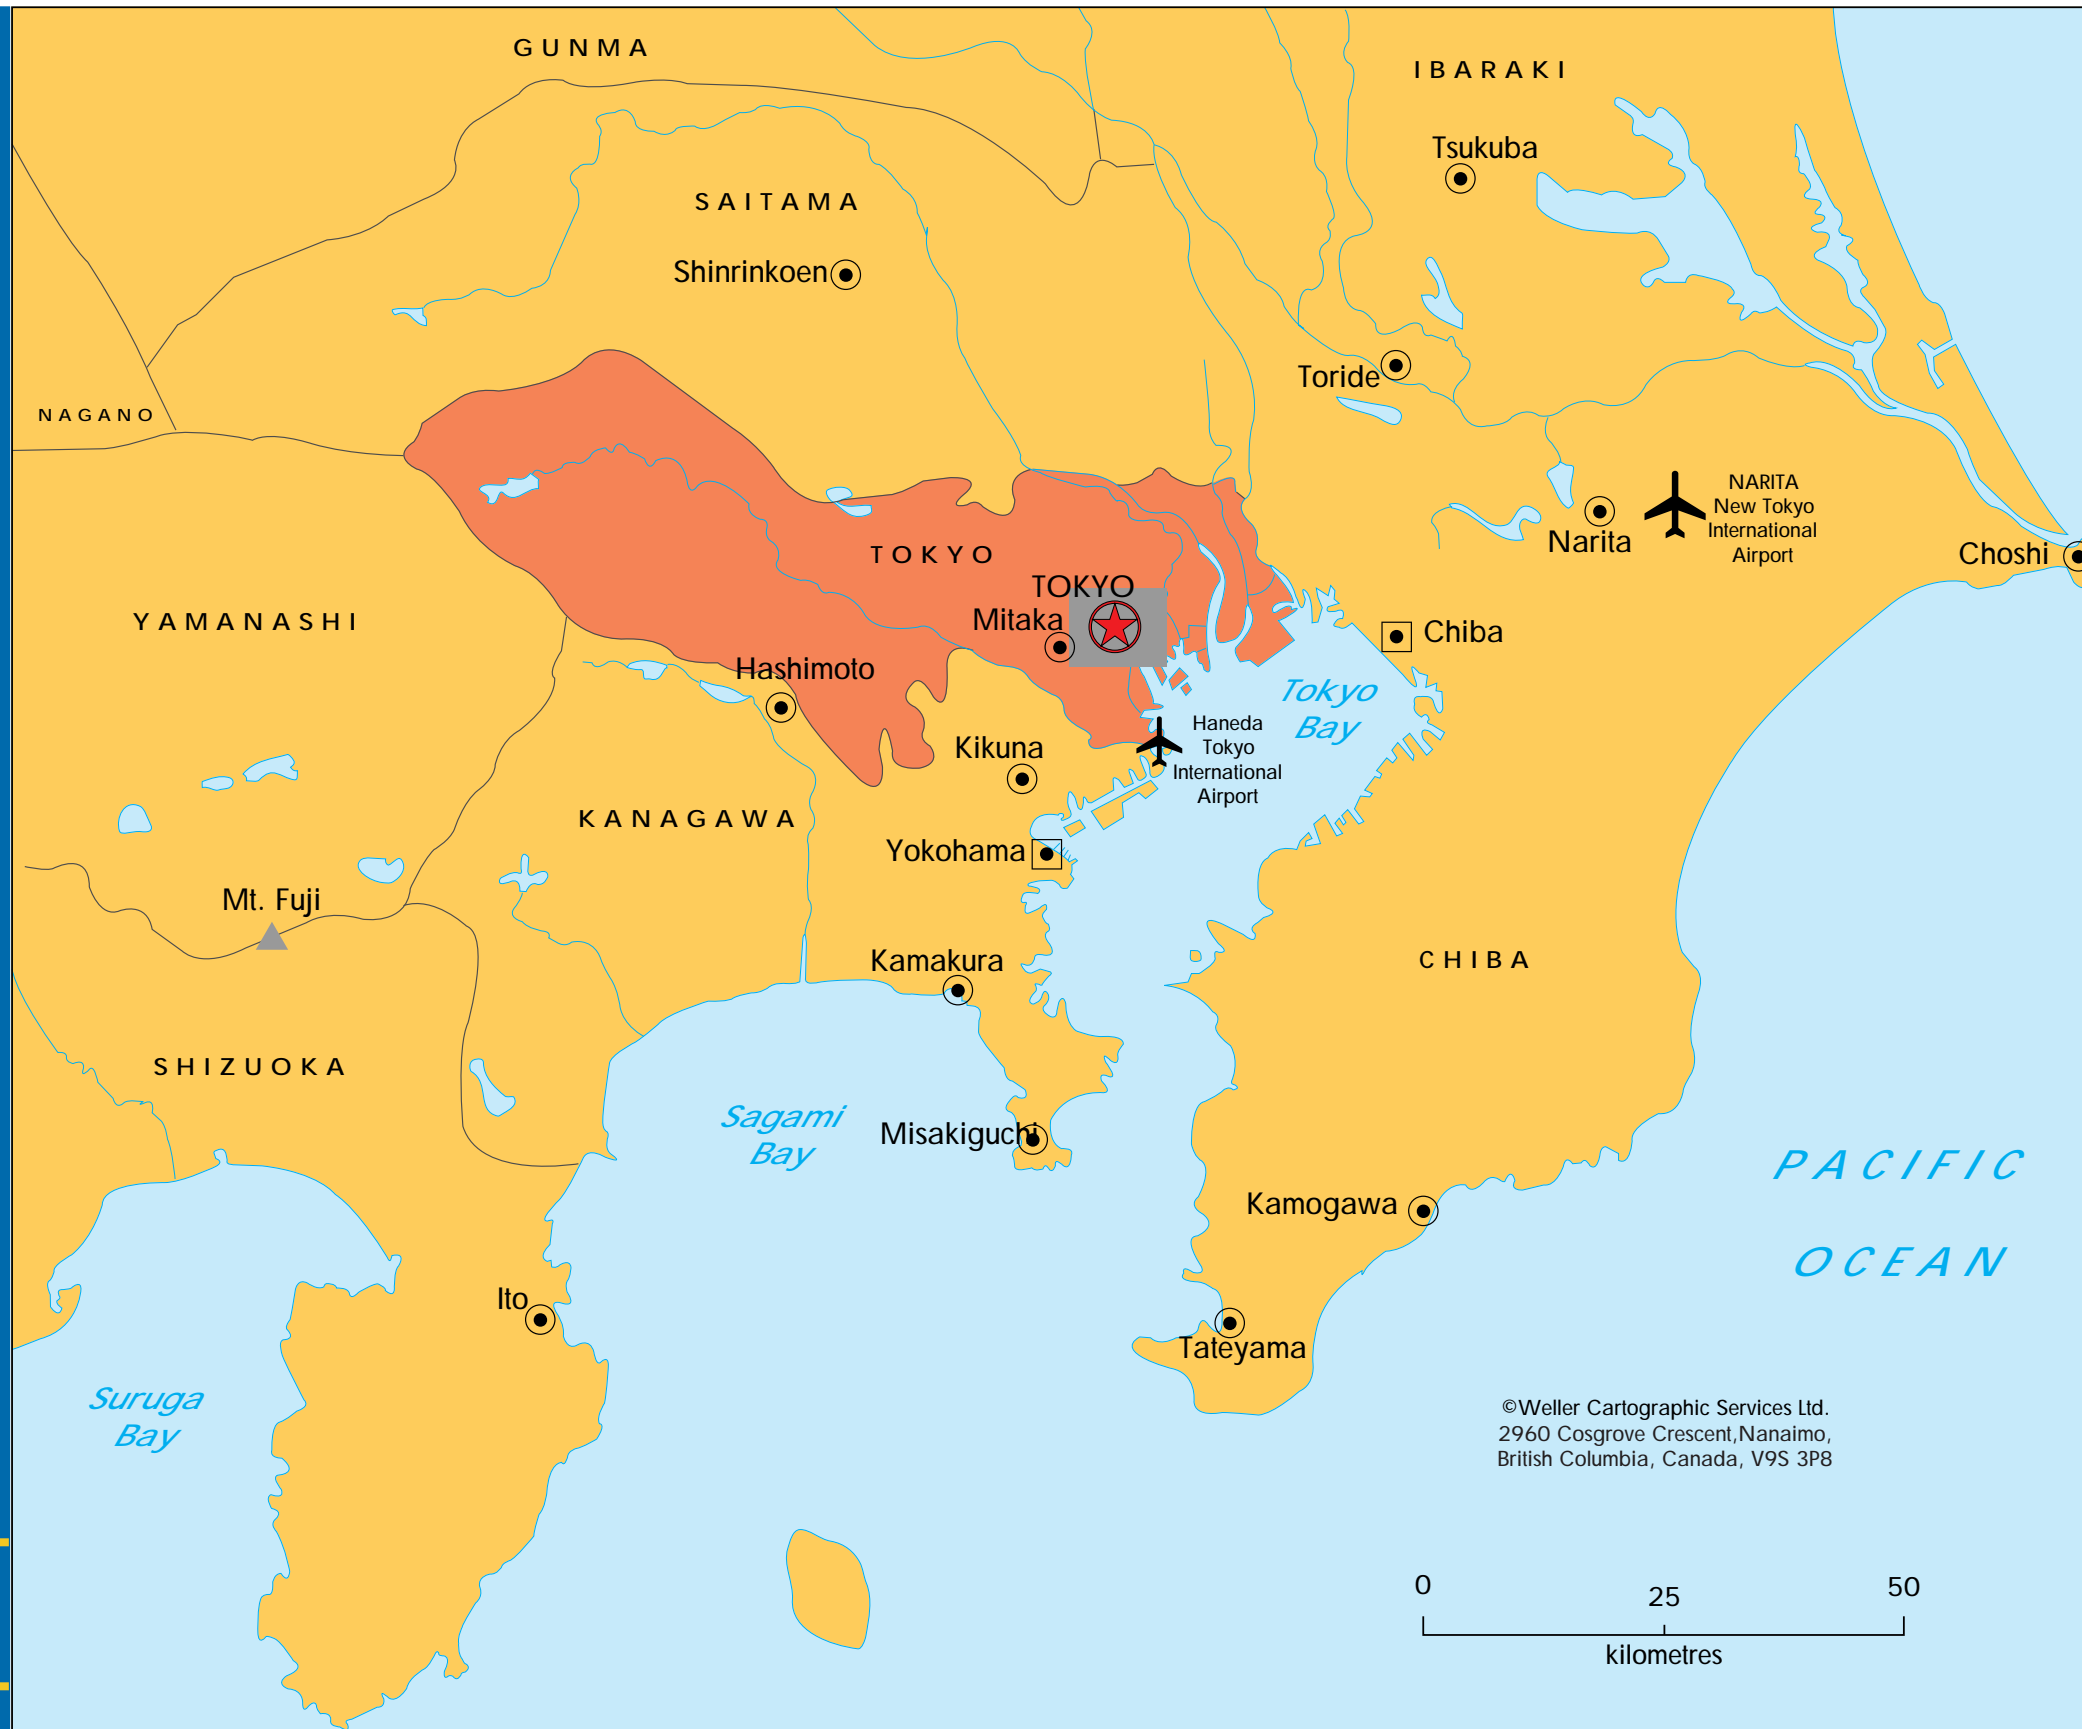 GUNMA
IBARAKI
Tsukuba
SAITAMA
Shinrinkoen
Toride
NAGANO
NARITA
New Tokyo
International
Airport
Narita
Choshi
TOKYO
TOKYO
Mitaka
YAMANASHI
Chiba
Hashimoto
Tokyo
Bay
Haneda
Tokyo
International
Airport
Kikuna
KANAGAWA
Yokohama
Mt. Fuji
Kamakura
CHIBA
SHIZUOKA
Sagami
Bay
Misakiguchi
PACIFIC
OCEAN
Kamogawa
Ito
Tateyama
Suruga
Bay
©Weller Cartographic Services Ltd.
2960 Cosgrove Crescent,Nanaimo,
British Columbia, Canada, V9S 3P8
0 25 50
kilometres